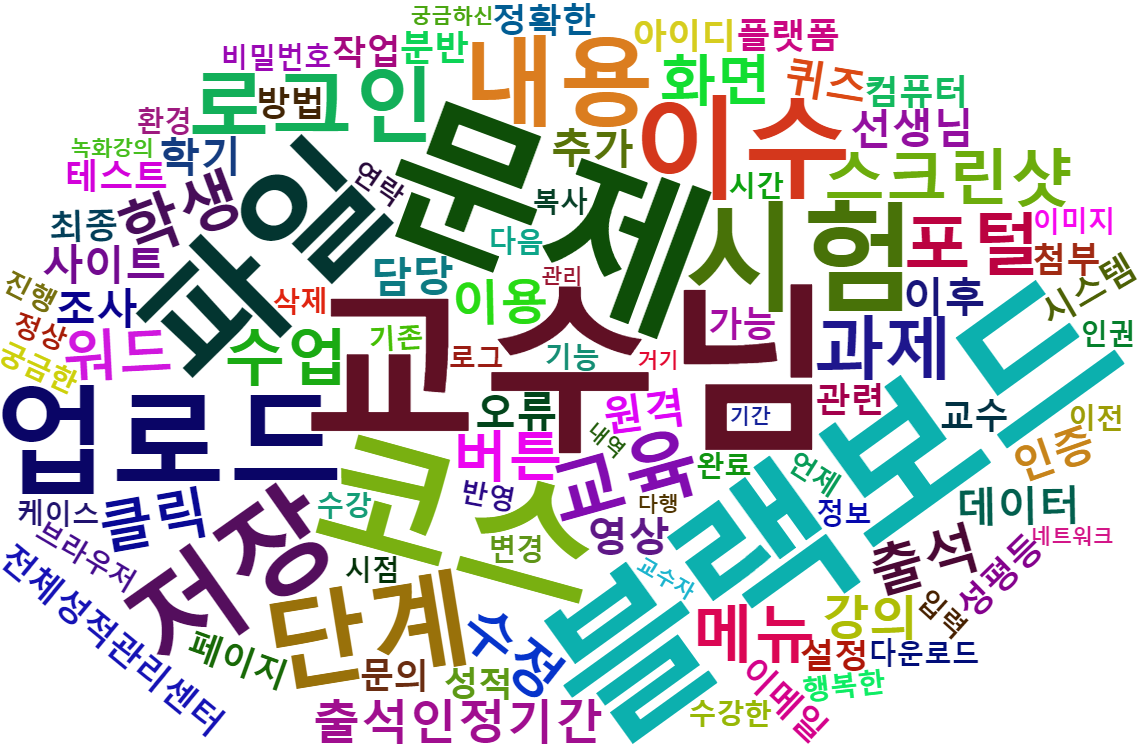 궁금하신
정확한
아이디
플랫폼
비밀번호
작업
분반
내용
화면
퀴즈
컴퓨터
로그인
방법
환경
문제
이수
추가
선생님
녹화강의
학기
테스트
연락
스크린샷
시간
복사
파일
학생
최종
시험
포털
이미지
다음
사이트
담당
관리
첨부
시스템
진행
조사
삭제
이용
교수님
가능
이후
블랙보드
정상
워드
수업
기존
로그
기능
거기
과제
인권
궁금한
업로드
오류
원격
기간
관련
교수
이전
코스
버튼
내역
교육
완료
언제
인증
케이스
클릭
저장
수강
반영
다행
정보
데이터
브라우저
변경
영상
출석
네트워크
전체성적관리센터
시점
단계
교수자
성평등
입력
페이지
수정
메뉴
강의
문의
성적
설정
다운로드
이메일
행복한
출석인정기간
수강한